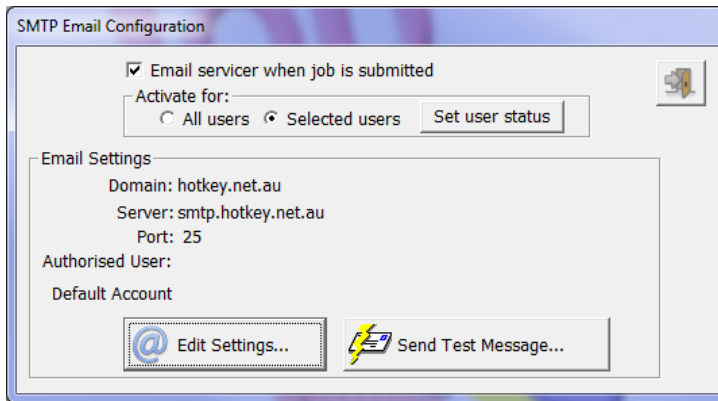 SMTP Email Configuration
Email servicer when job is submitted
Activate for:
All users Selected users Set user status
Email Settings
Domain: hotkey.net.au
Server: smtp.hotkey.net.au
Port: 25
Authorised User:
Default Account
@ Edit Settings... Send Test Message...